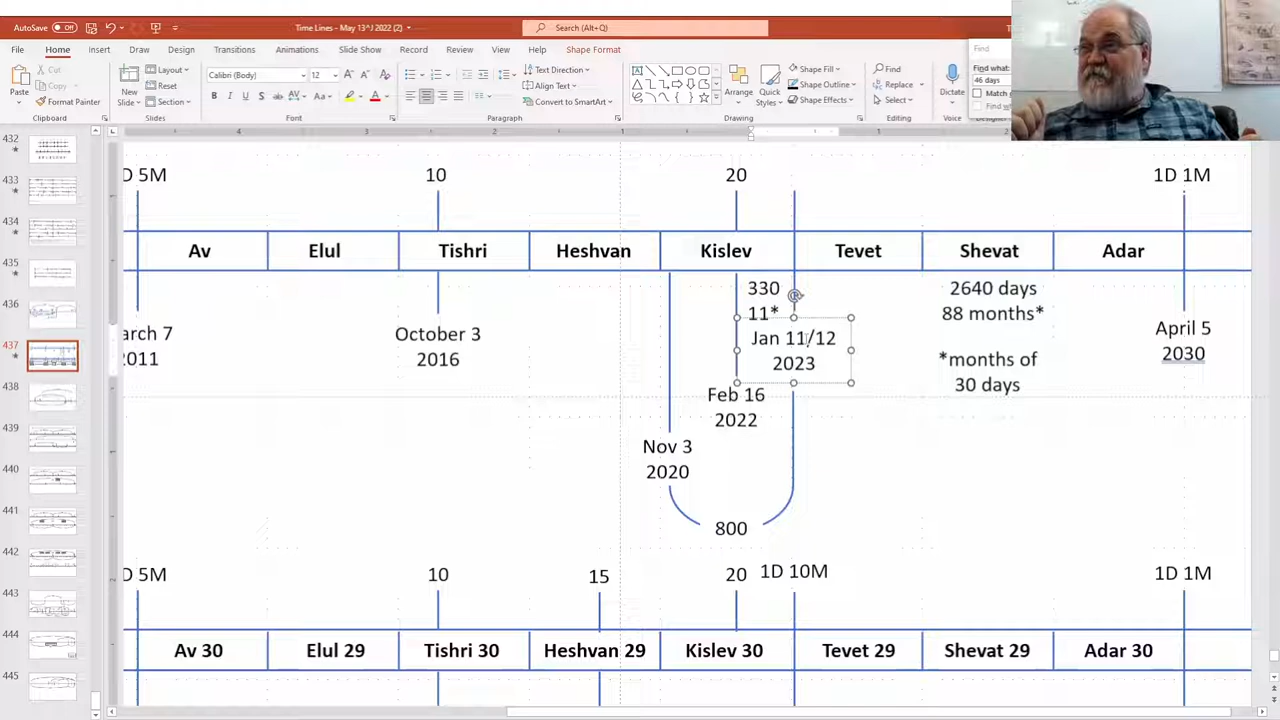 AutoSave Off
Time Lines - May 13^J 2022 (2)
Search (Alt+Q)
File Home Insert Draw Design Transitions Animations Slide Show Record Review View Help Shape Format
Paste
Cut
Copy
Format Painter
Clipboard
New Slide
Layout
Reset
Section
Slides
Calibri (Body) 12
Font
Text Direction
Align Text
Convert to SmartArt
Paragraph
Arrange
Quick Styles
Shape Fill
Shape Outline
Shape Effects
Drawing
Find
Replace
Select
Editing
Dictate
Voice
Find
Find what:
46 days
Match
432
433
434
435
436
437
438
439
440
441
442
443
444
445
D 5M 10 20 1D 1M
Av Elul Tishri Heshvan Kislev Tevet Shevat Adar
330
11*
2640 days
88 months*
*months of
30 days
arch 7
2011
October 3
2016
Jan 11/12
2023
April 5
2030
Feb 16
2022
Nov 3
2020
800
D 5M 10 15 20 1D 10M 1D 1M
Av 30 Elul 29 Tishri 30 Heshvan 29 Kislev 30 Tevet 29 Shevat 29 Adar 30